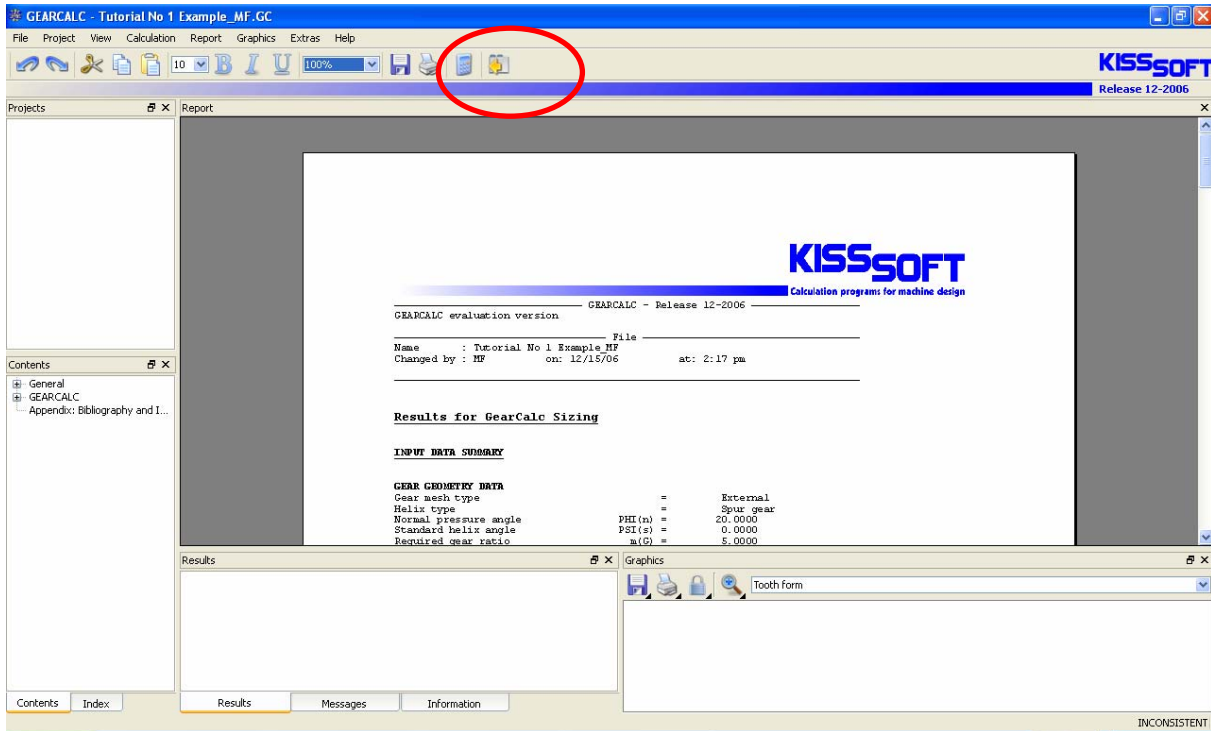 GEARCALC - Tutorial No 1 Example_MF.GC
File Project View Calculation Report Graphics Extras Help
10 B I U 100%
KISSSOFT
Release 12-2006
Projects
Report
KISSSOFT
Calculation programs for machine design
GEARCALC - Release 12-2006
GEARCALC evaluation version
File
Name : Tutorial No 1 Example_MF
Changed by : MF on: 12/15/06 at: 2:17 pm
Results for GearCalc Sizing
INPUT DATA SUMMARY
GEAR GEOMETRY DATA
Gear mesh type = External
Helix type = Spur gear
Normal pressure angle PHI(n) = 20.0000
Standard helix angle PSI(s) = 0.0000
Required gear ratio m(G) = 5.0000
Contents
General
GEARCALC
Appendix: Bibliography and I...
Contents Index
Results
Results Messages Information
Graphics
Tooth form
INCONSISTENT